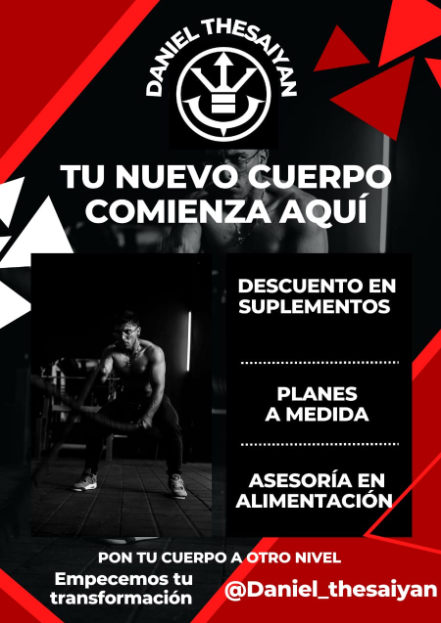 DANIEL THESAIYAN
TU NUEVO CUERPO
COMIENZA AQUÍ
DESCUENTO EN
SUPLEMENTOS
PLANES
A MEDIDA
ASESORÍA EN
ALIMENTACIÓN
PON TU CUERPO A OTRO NIVEL
Empecemos tu
transformación
@Daniel_thesaiyan